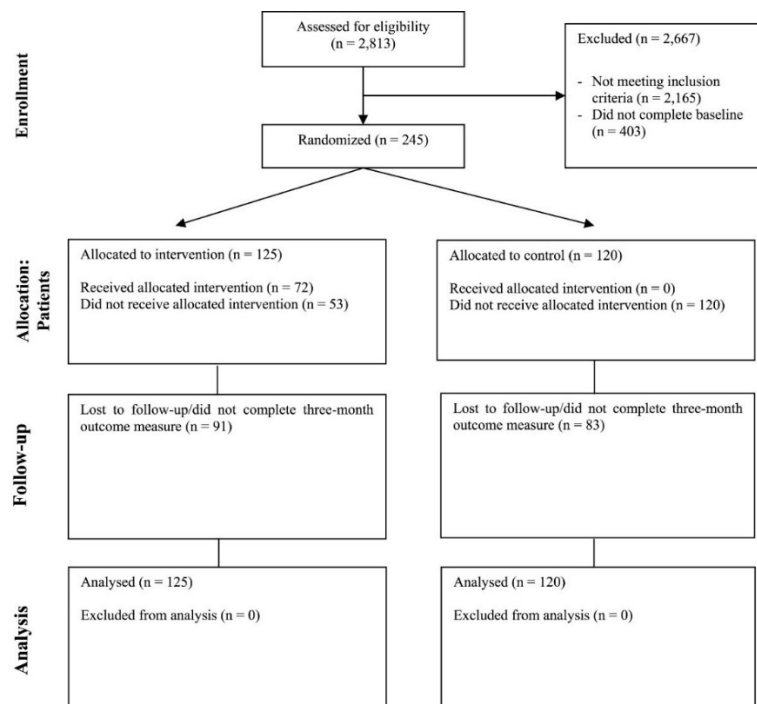 Enrollment
Assessed for eligibility
(n = 2,813)
Excluded (n = 2,667)
- Not meeting inclusion
criteria (n = 2,165)
- Did not complete baseline
(n = 403)
Randomized (n = 245)
Allocation:
Patients
Allocated to intervention (n = 125)
Received allocated intervention (n = 72)
Did not receive allocated intervention (n = 53)
Allocated to control (n = 120)
Received allocated intervention (n = 0)
Did not receive allocated intervention (n = 120)
Follow-up
Lost to follow-up/did not complete three-month
outcome measure (n = 91)
Lost to follow-up/did not complete three-month
outcome measure (n = 83)
Analysis
Analysed (n = 125)
Excluded from analysis (n = 0)
Analysed (n = 120)
Excluded from analysis (n = 0)